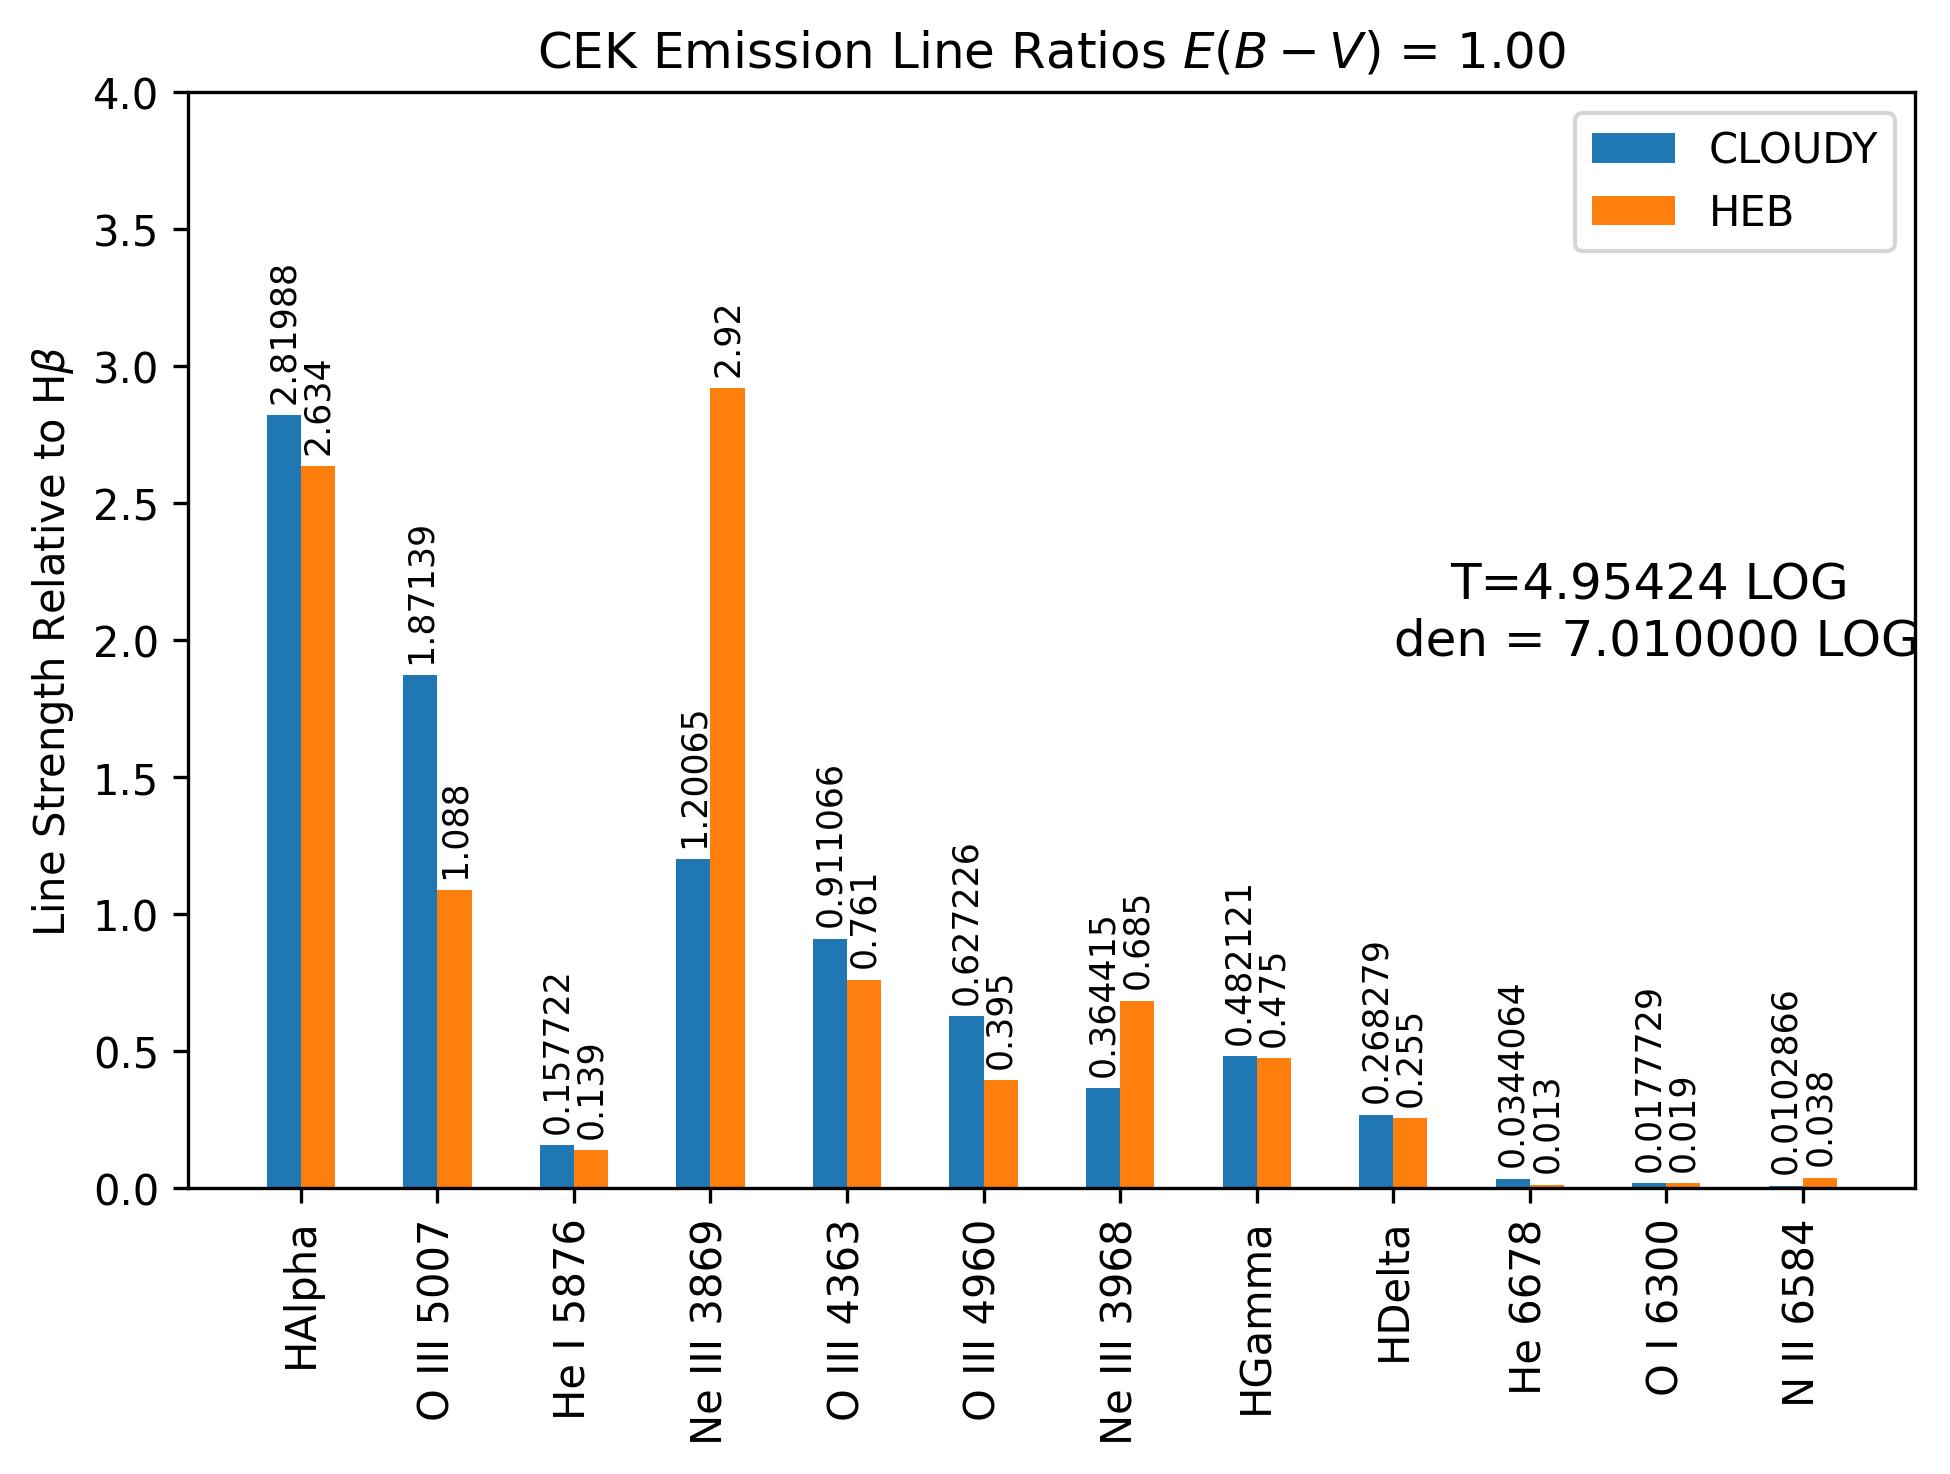 CEK Emission Line Ratios E(B − V) = 1.00
Line Strength Relative to Hβ
4.0
3.5
3.0
2.5
2.0
1.5
1.0
0.5
0.0
CLOUDY
HEB
T=4.95424 LOG
den = 7.010000 LOG
2.81988
2.634
1.87139
1.088
0.157722
0.139
1.20065
2.92
0.911066
0.761
0.627226
0.395
0.364415
0.685
0.482121
0.475
0.268279
0.255
0.0344064
0.013
0.0177729
0.019
0.0102866
0.038
HAlpha
O III 5007
He I 5876
Ne III 3869
O III 4363
O III 4960
Ne III 3968
HGamma
HDelta
He 6678
O I 6300
N II 6584